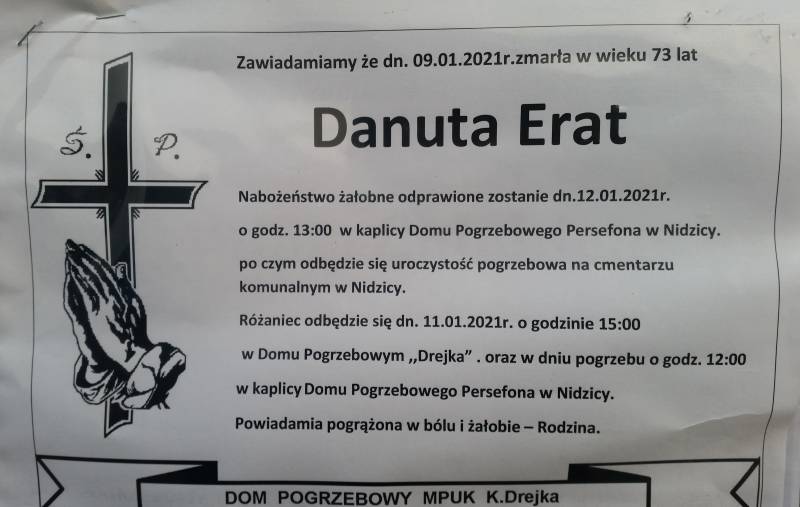 Zawiadamiamy że dn. 09.01.2021r.zmarła w wieku 73 lat
Danuta Erat
Ś. P.
Nabożeństwo żałobne odprawione zostanie dn.12.01.2021r.
o godz. 13:00 w kaplicy Domu Pogrzebowego Persefona w Nidzicy.
po czym odbędzie się uroczystość pogrzebowa na cmentarzu
komunalnym w Nidzicy.
Różaniec odbędzie się dn. 11.01.2021r. o godzinie 15:00
w Domu Pogrzebowym ,,Drejka” . oraz w dniu pogrzebu o godz. 12:00
w kaplicy Domu Pogrzebowego Persefona w Nidzicy.
Powiadamia pogrążona w bólu i żałobie – Rodzina.
DOM POGRZEBOWY MPUK K.Drejka